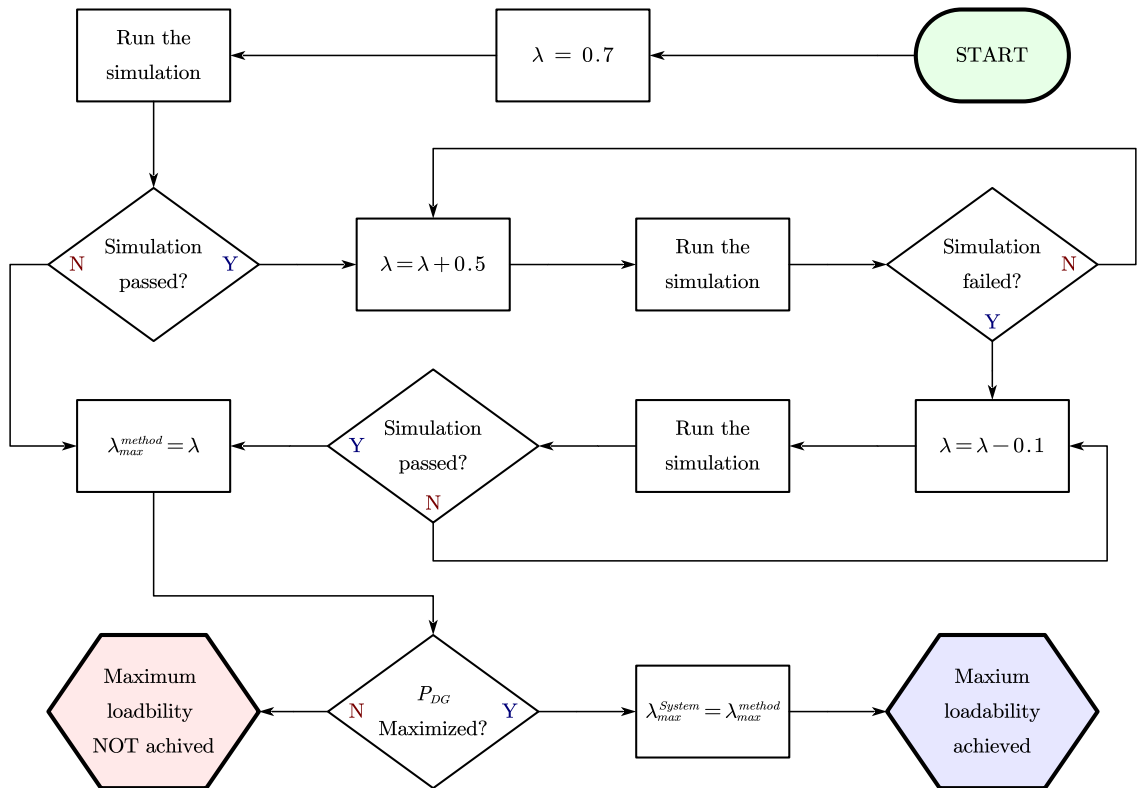 Run the
simulation
λ = 0.7
START
Simulation
passed?
N
Y
λ = λ + 0.5
Run the
simulation
Simulation
failed?
N
Y
λ_max^method = λ
Simulation
passed?
Y
N
Run the
simulation
λ = λ − 0.1
Maximum
loadbility
NOT achived
P_DG
Maximized?
N
Y
λ_max^System = λ_max^method
Maxium
loadability
achieved